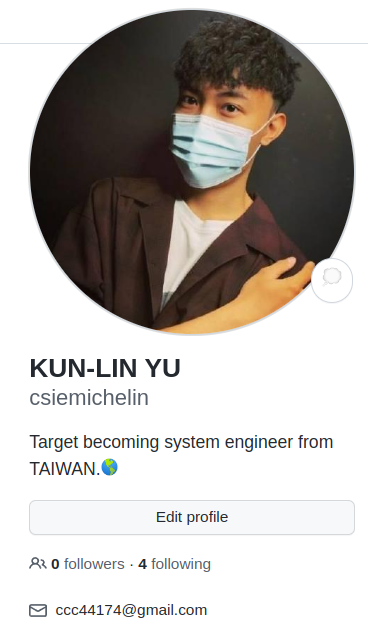 KUN-LIN YU
csiemichelin
Target becoming system engineer from
TAIWAN.🌎
Edit profile
0 followers · 4 following
ccc44174@gmail.com